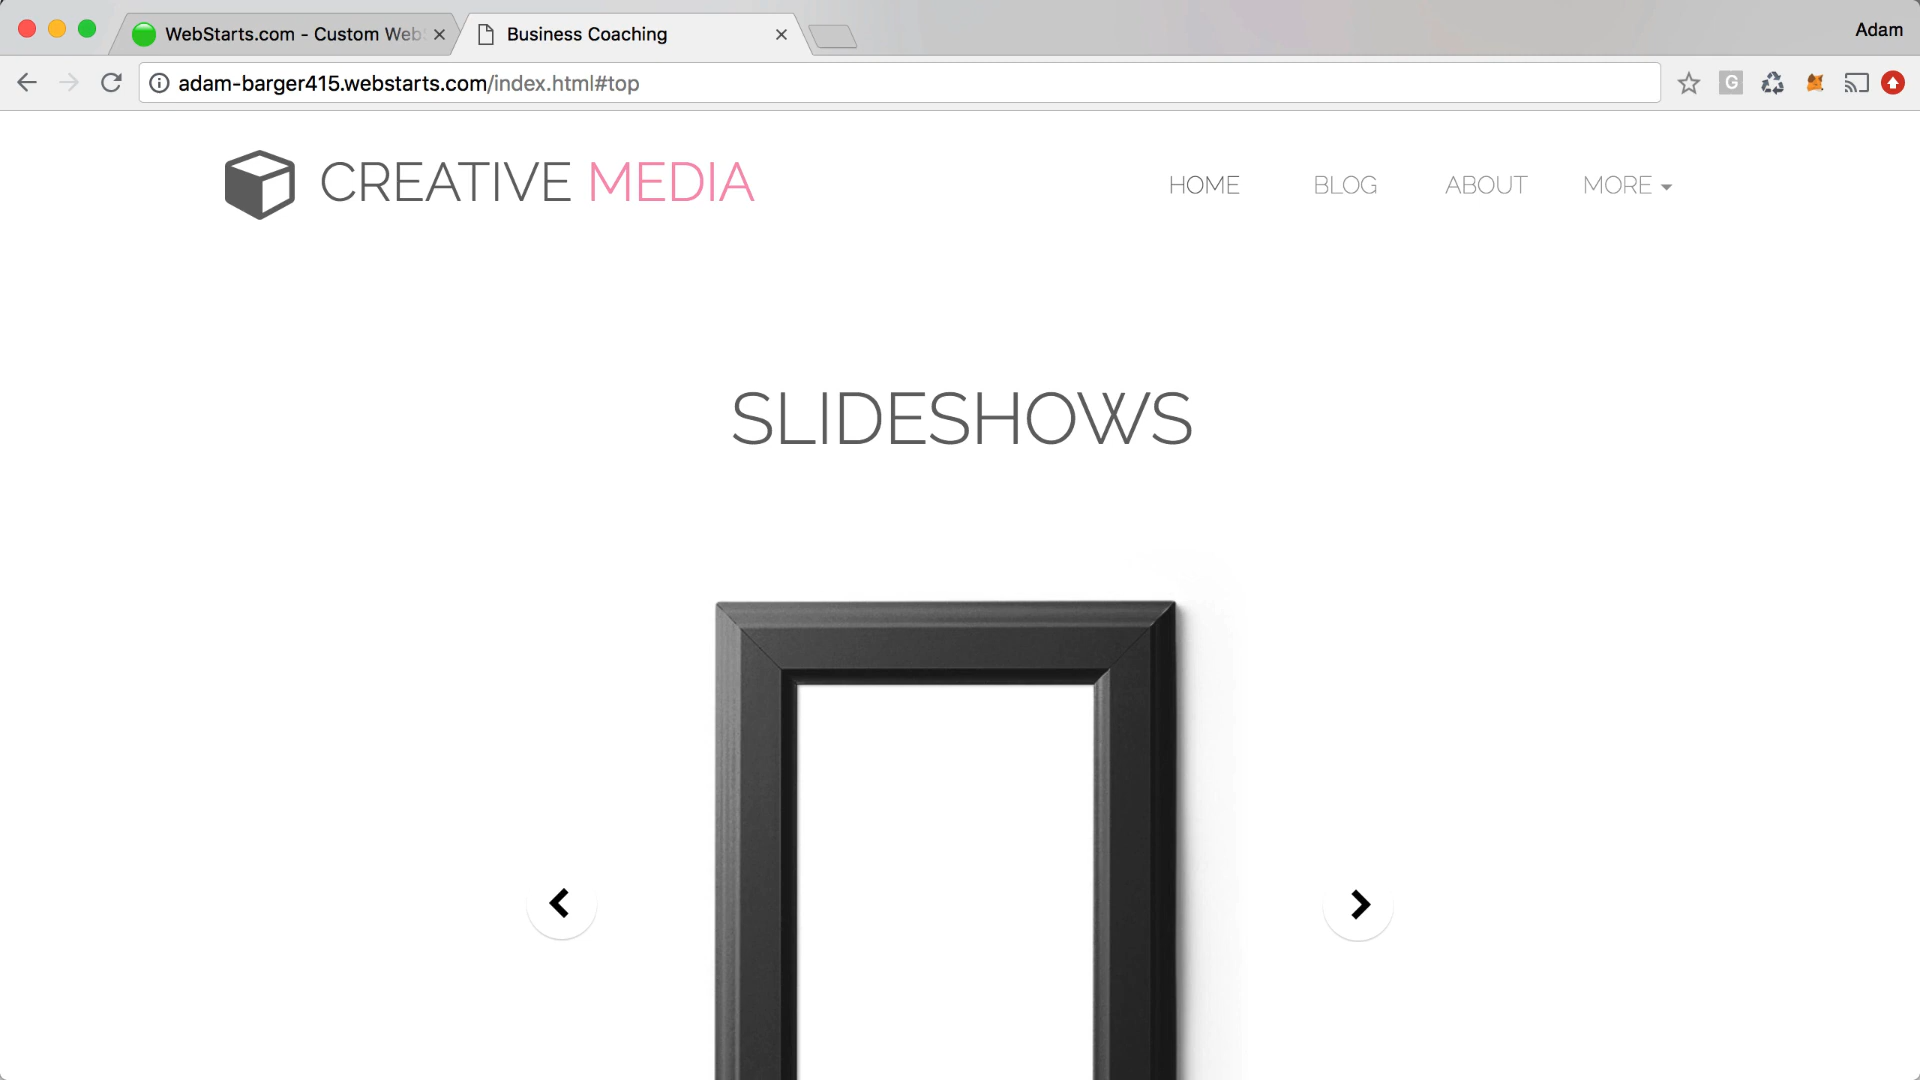 WebStarts.com - Custom Web
Business Coaching
Adam
adam-barger415.webstarts.com/index.html#top
G
CREATIVE MEDIA
HOME
BLOG
ABOUT
MORE
SLIDESHOWS